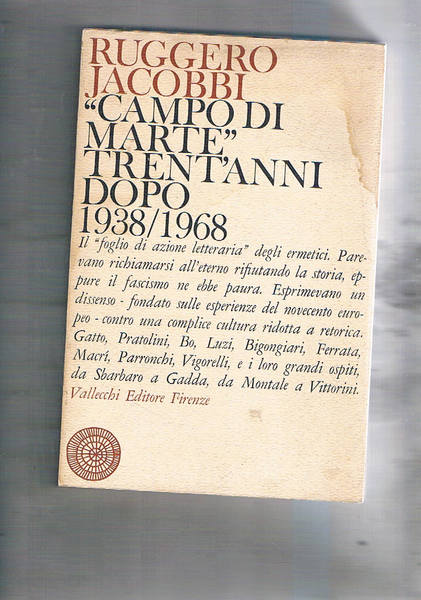 RUGGERO
JACOBBI
“CAMPO DI
MARTE”
TRENT'ANNI
DOPO
1938/1968
Il “foglio di azione letteraria” degli ermetici. Pare-
vano richiamarsi all'eterno rifiutando la storia, ep-
pure il fascismo ne ebbe paura. Esprimevano un
dissenso - fondato sulle esperienze del novecento euro-
peo - contro una complice cultura ridotta a retorica.
Gatto, Pratolini, Bo, Luzi, Bigongiari, Ferrata,
Macrí, Parronchi, Vigorelli, e i loro grandi ospiti,
da Sbarbaro a Gadda, da Montale a Vittorini.
Vallecchi Editore Firenze